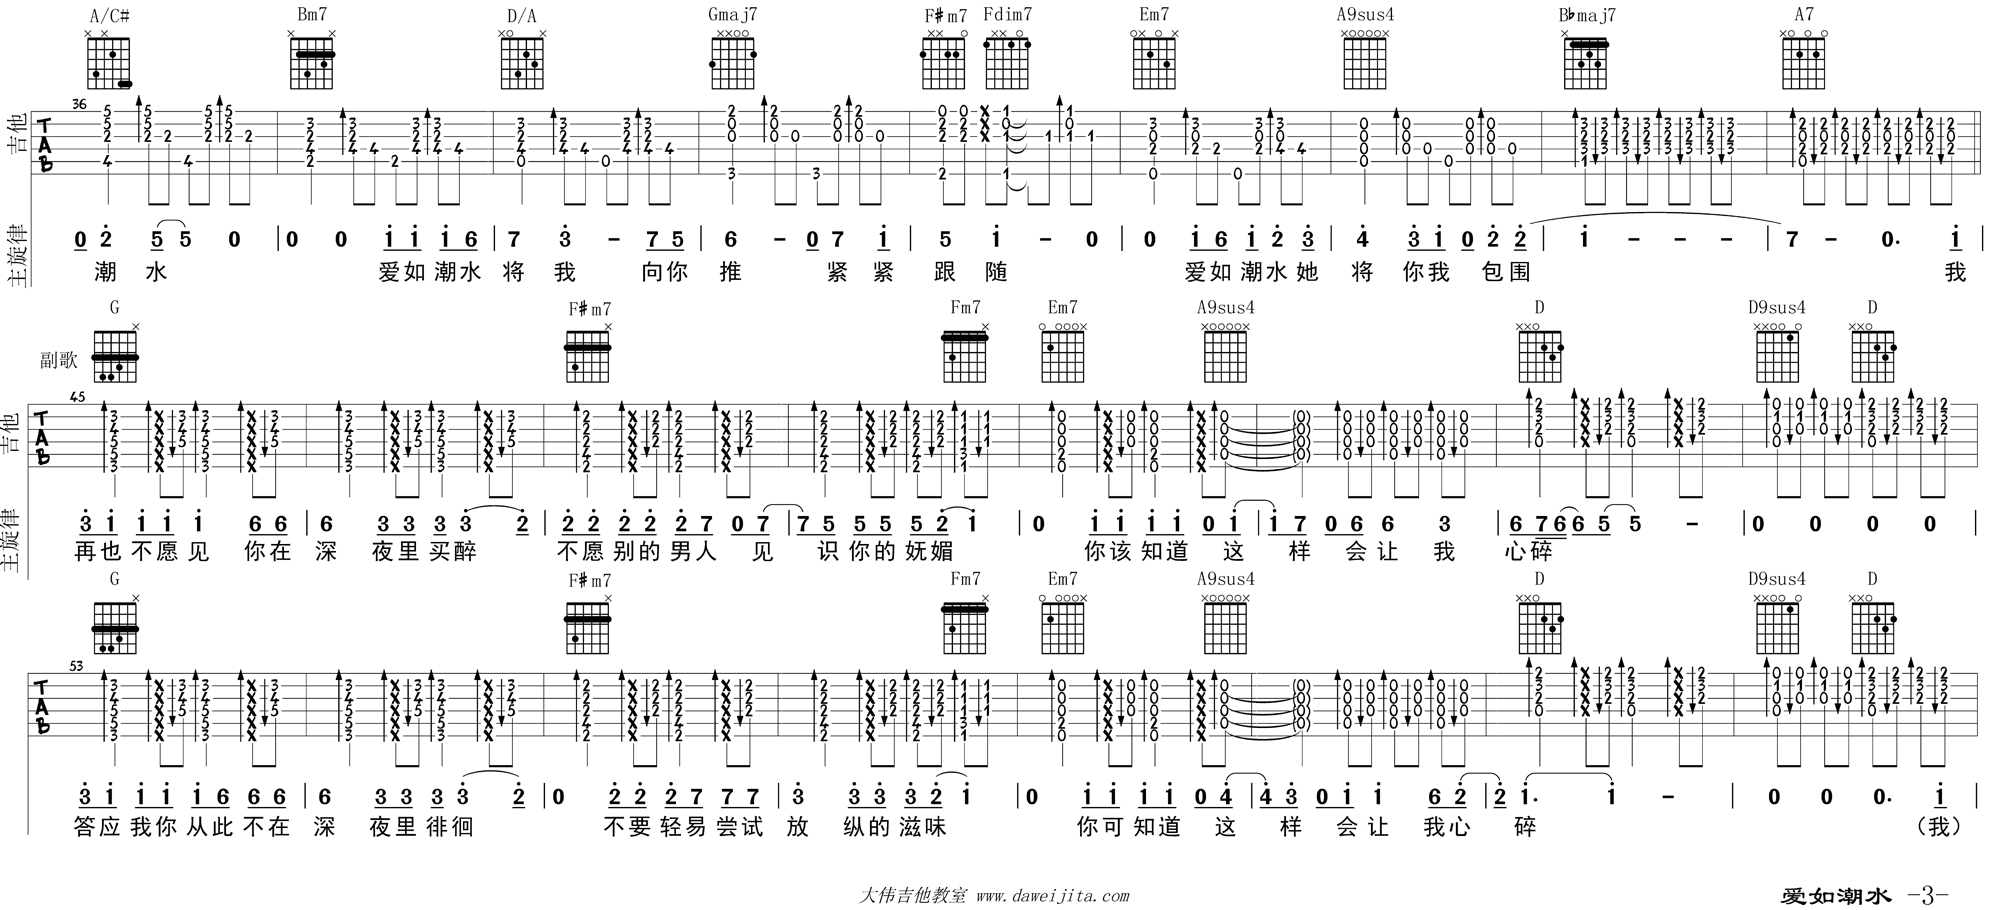 A/C# Bm7 D/A Gmaj7 F#m7 Fdim7 Em7 A9sus4 B♭maj7 A7
36
吉他
TAB
主旋律
0 2 5 5 0 | 0 0 1 1 1 6 | 7 3 - 7 5 | 6 - 0 7 1 | 5 1 - 0 | 0 1 6 1 2 3 | 4 3 1 0 2 2 | 1 - - - | 7 - 0. 1 |
潮 水 爱如 潮水 将 我 向你 推 紧 紧 跟 随 爱如 潮水她 将 你我 包围 我
G F#m7 Fm7 Em7 A9sus4 D D9sus4 D
副歌
45
吉他
TAB
主旋律
3 1 1 1 1 6 6 | 6 3 3 3 3 2 | 2 2 2 2 2 7 0 7 | 7 5 5 5 5 2 1 | 0 1 1 1 1 0 1 | 1 7 0 6 6 3 | 6 7 6 6 5 5 - | 0 0 0 0 |
再也 不愿 见 你在 深 夜里 买醉 不愿 别的 男人 见 识 你的 妩媚 你该 知道 这 样 会 让 我 心碎
G F#m7 Fm7 Em7 A9sus4 D D9sus4 D
53
TAB
3 1 1 1 1 6 6 6 | 6 3 3 3 3 2 | 0 2 2 2 7 7 7 | 3 3 3 3 2 1 | 0 1 1 1 1 0 4 | 4 3 0 1 1 6 2 | 2 1. 1 - | 0 0 0. 1 |
答应 我你 从此 不在 深 夜里 徘徊 不要 轻易 尝试 放 纵的 滋味 你可 知道 这 样 会 让 我心 碎 （我）
大伟吉他教室 www.daweijita.com
爱如潮水 -3-